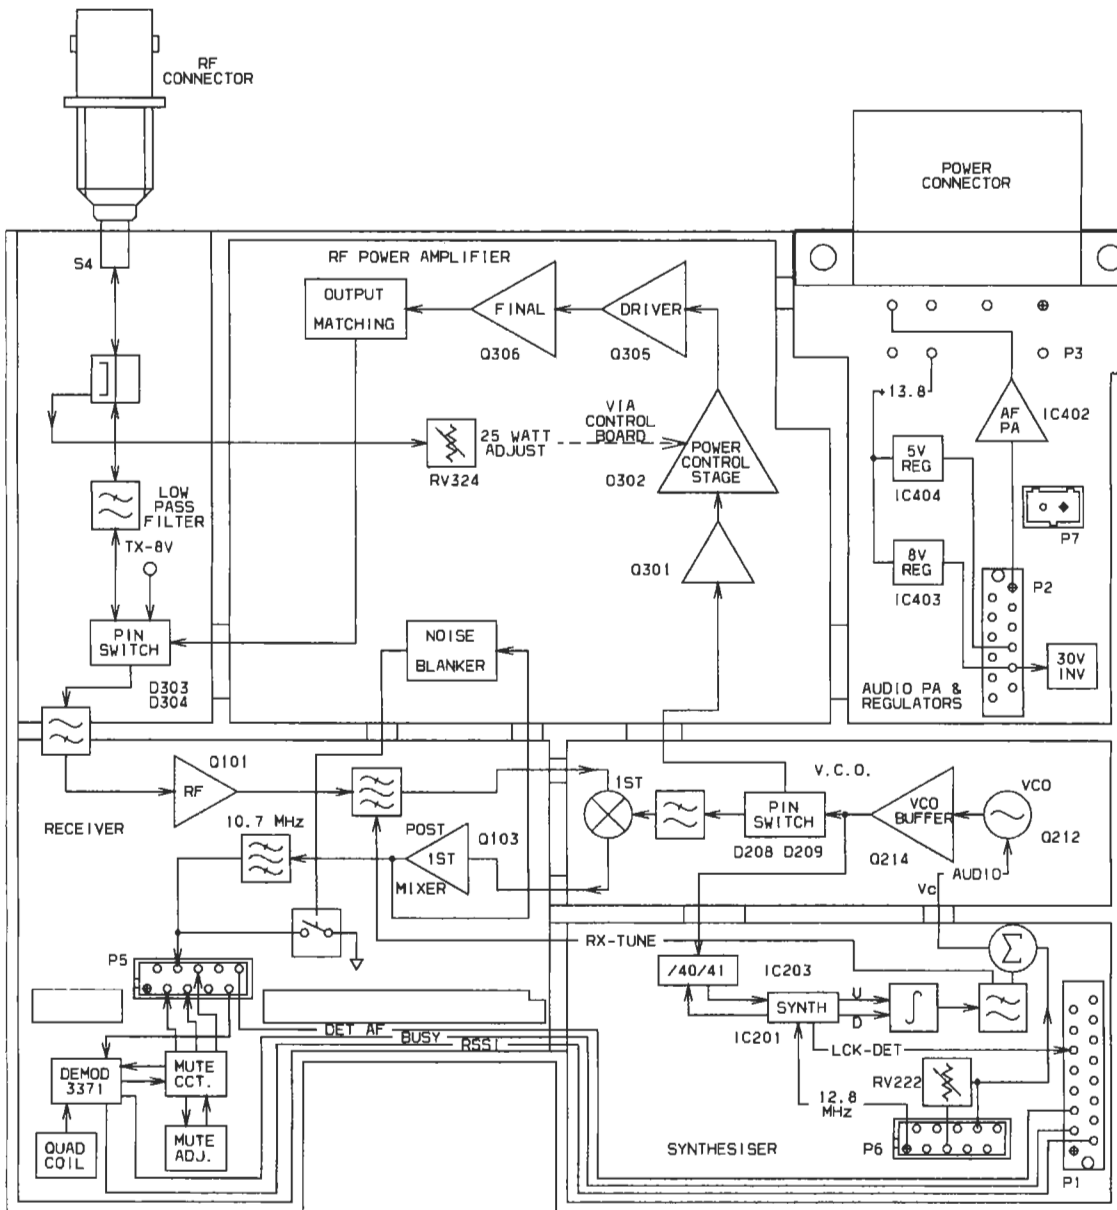 RF
CONNECTOR
POWER
CONNECTOR
S4
RF POWER AMPLIFIER
OUTPUT
MATCHING
FINAL
Q306
DRIVER
Q305
P3
+13.8
AF
PA
IC402
VIA
CONTROL
BOARD
25 WATT
ADJUST
RV324
POWER
CONTROL
STAGE
Q302
5V
REG
IC404
LOW
PASS
FILTER
TX-8V
P7
Q301
8V
REG
IC403
P2
PIN
SWITCH
D303
D304
NOISE
BLANKER
30V
INV
AUDIO PA &
REGULATORS
Q101
RF
RECEIVER
10.7 MHz
POST
1ST
MIXER
Q103
1ST
V.C.O.
PIN
SWITCH
D208 D209
VCO
BUFFER
Q214
VCO
Q212
AUDIO
Vc
RX-TUNE
Σ
P5
/40/41
IC203
SYNTH
IC201
U
D
∫
LCK-DET
DET AF
BUSY
RSSI
DEMOD
3371
MUTE
CCT.
RV222
12.8
MHz
QUAD
COIL
MUTE
ADJ.
SYNTHESISER
P6
P1